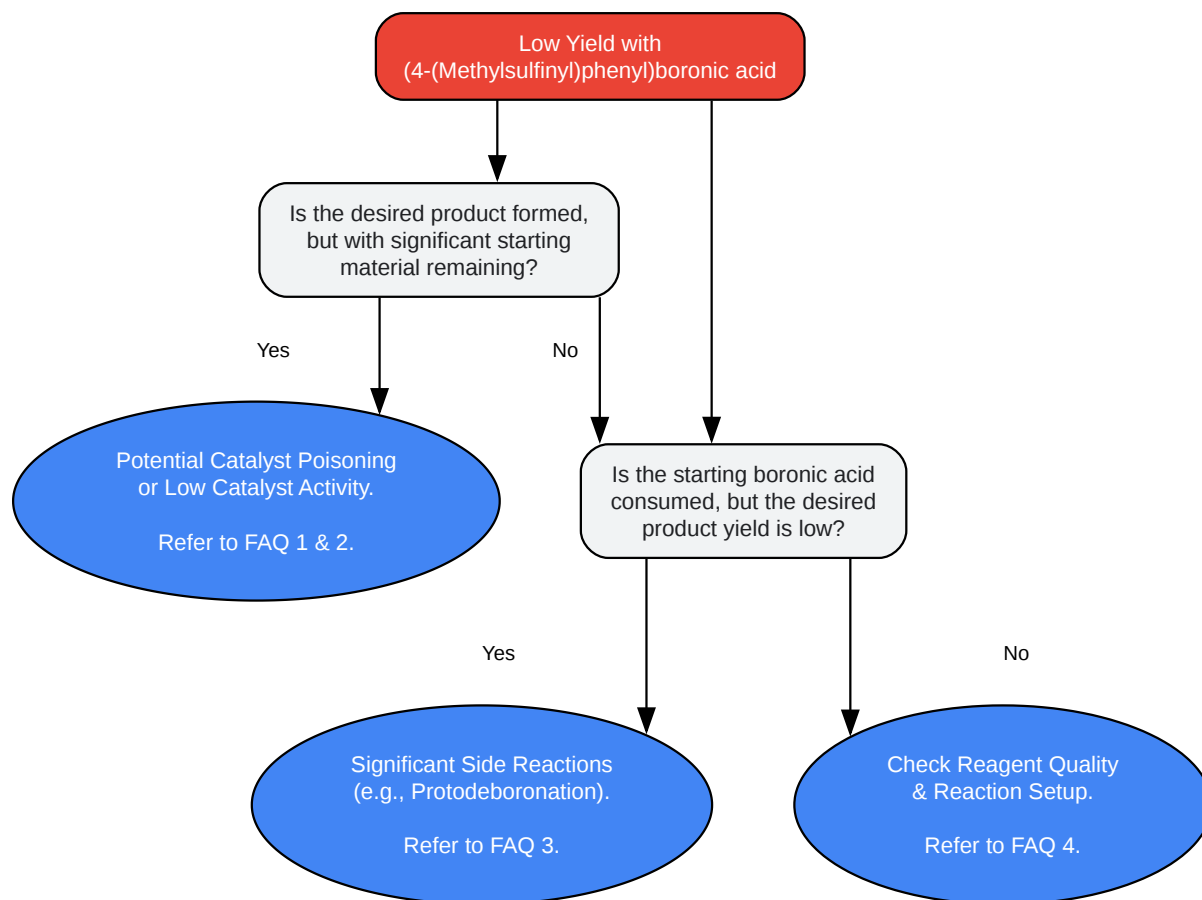 Low Yield with
(4-(Methylsulfinyl)phenyl)boronic acid
Is the desired product formed,
but with significant starting
material remaining?
Yes
No
Potential Catalyst Poisoning
or Low Catalyst Activity.
Refer to FAQ 1 & 2.
Is the starting boronic acid
consumed, but the desired
product yield is low?
Yes
No
Significant Side Reactions
(e.g., Protodeboronation).
Refer to FAQ 3.
Check Reagent Quality
& Reaction Setup.
Refer to FAQ 4.